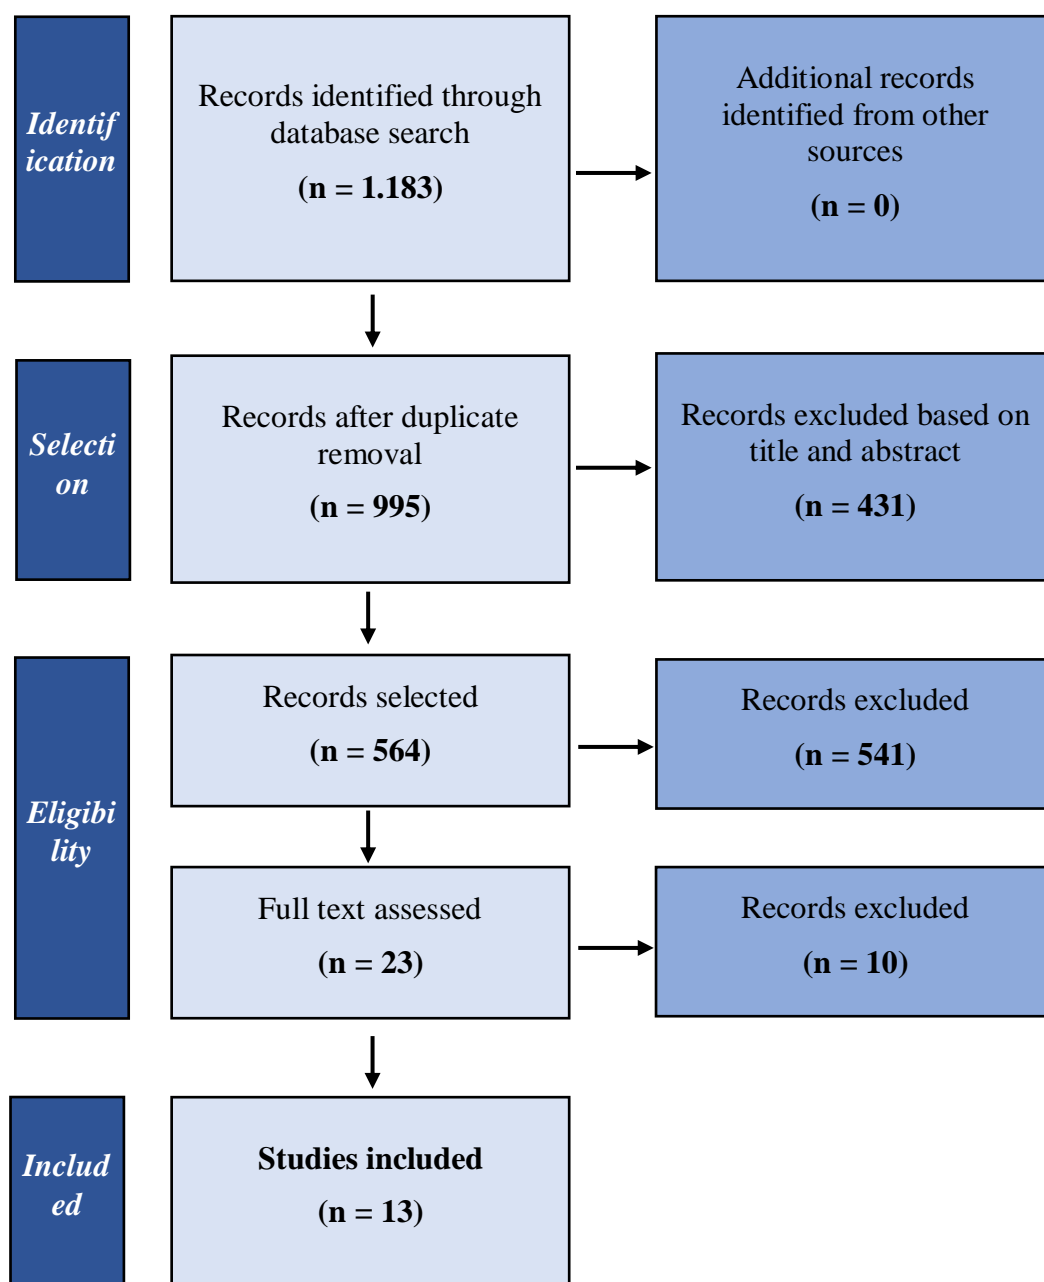 Identif
ication
Records identified through
database search
(n = 1.183)
Additional records
identified from other
sources
(n = 0)
Selecti
on
Records after duplicate
removal
(n = 995)
Records excluded based on
title and abstract
(n = 431)
Eligibi
lity
Records selected
(n = 564)
Records excluded
(n = 541)
Full text assessed
(n = 23)
Records excluded
(n = 10)
Includ
ed
Studies included
(n = 13)